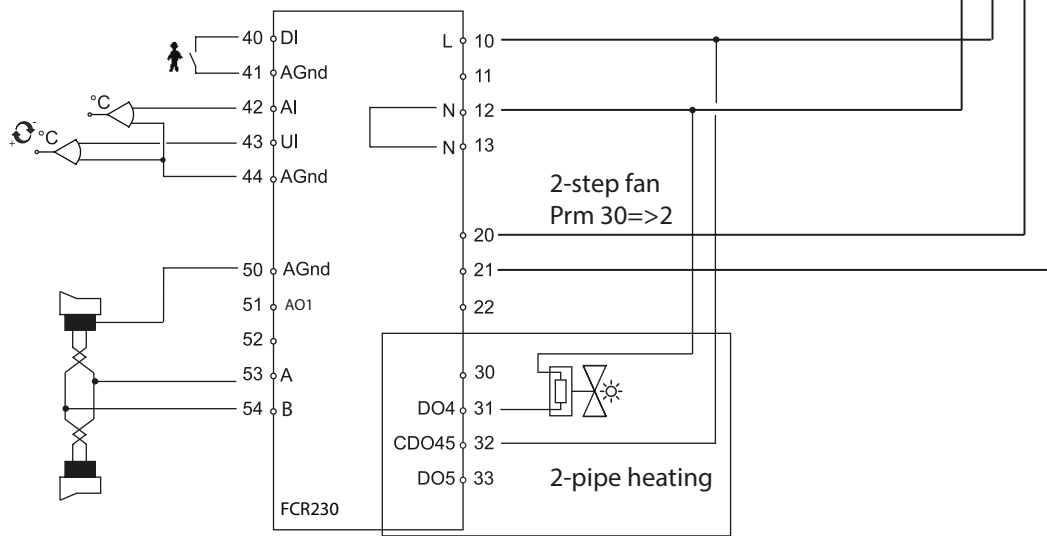 40 DI
41 AGnd
°C
42 AI
- °C
+
43 UI
44 AGnd
50 AGnd
51 AO1
52
53 A
54 B
FCR230
L 10
11
N 12
N 13
2-step fan
Prm 30=>2
20
21
22
30
DO4 31
CDO45 32
DO5 33
2-pipe heating